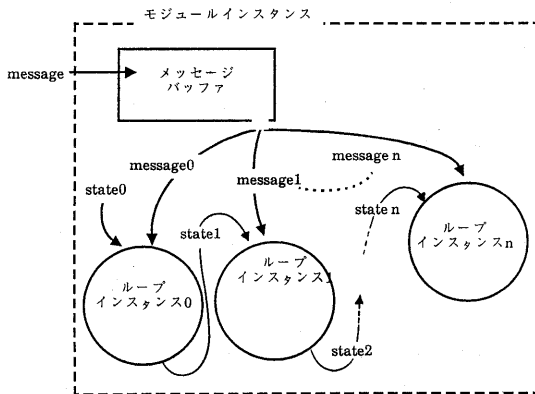 モジュールインスタンス
message
メッセージ
バッファ
message0
message1
message n
state0
state1
state n
ループ
インスタンス0
ループ
インスタンス1
ループ
インスタンスn
state2